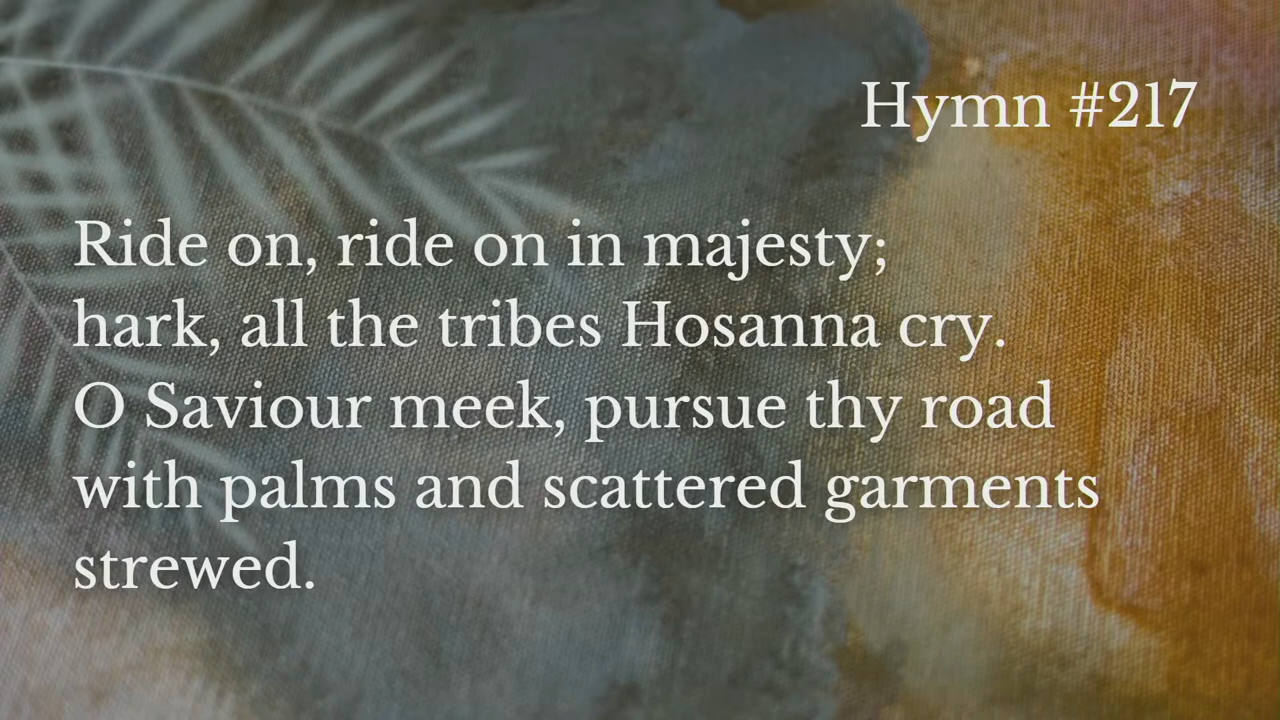 Hymn #217
Ride on, ride on in majesty;
hark, all the tribes Hosanna cry.
O Saviour meek, pursue thy road
with palms and scattered garments
strewed.